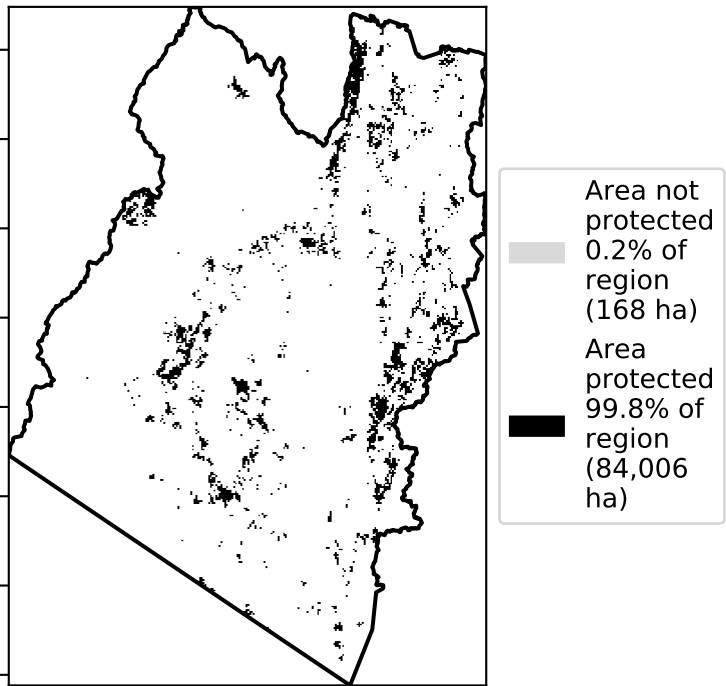 Area not
protected
0.2% of
region
(168 ha)
Area
protected
99.8% of
region
(84,006
ha)